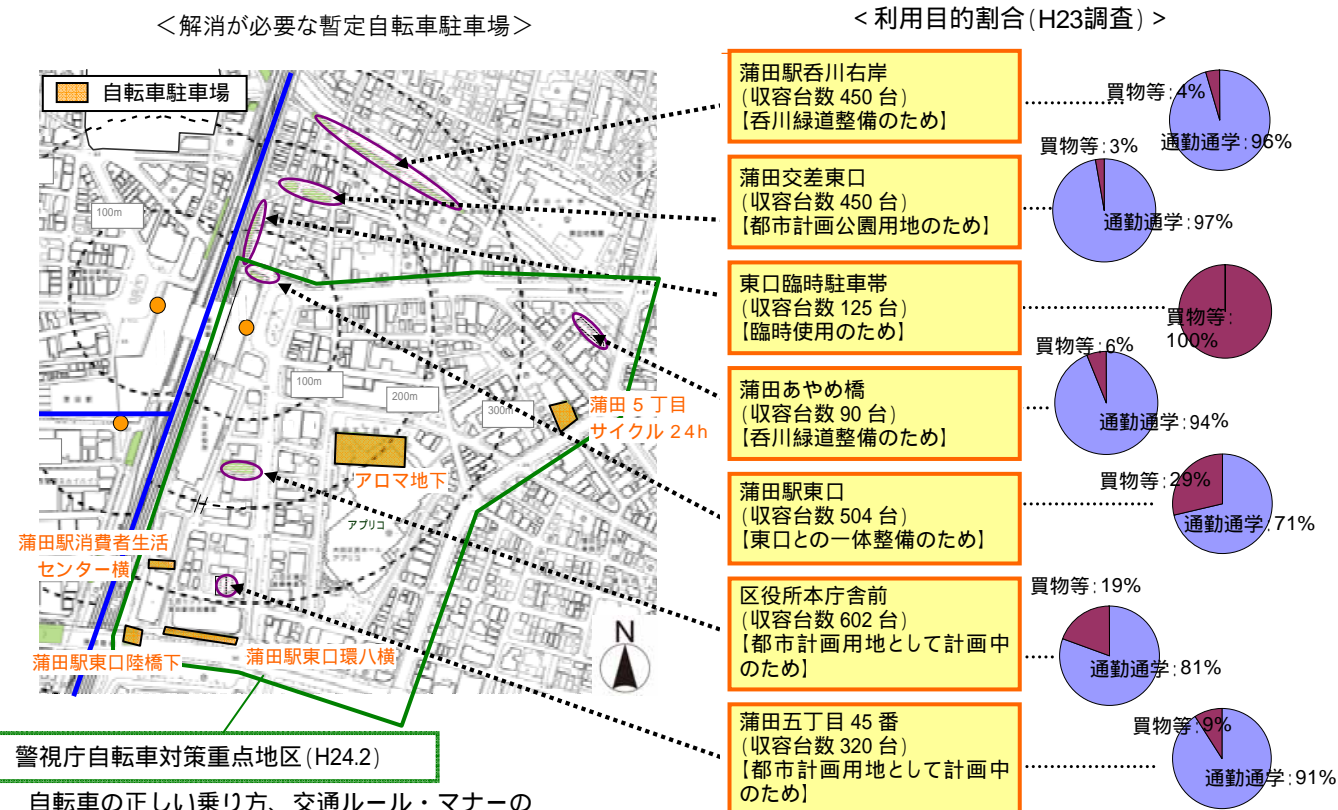 ＜解消が必要な暫定自転車駐車場＞
＜利用目的割合(H23調査)＞
自転車駐車場
100m
100m
200m
300m
蒲田５丁目
サイクル２４h
アロマ地下
アプリコ
蒲田駅消費者生活
センター横
蒲田駅東口陸橋下
蒲田駅東口環八横
N
警視庁自転車対策重点地区(H24.2)
自転車の正しい乗り方、交通ルール・マナーの
蒲田駅呑川右岸
(収容台数 450 台)
【呑川緑道整備のため】
買物等:4%
通勤通学:96%
蒲田交差東口
(収容台数 450 台)
【都市計画公園用地のため】
買物等:3%
通勤通学:97%
東口臨時駐車帯
(収容台数 125 台)
【臨時使用のため】
買物等:
100%
蒲田あやめ橋
(収容台数 90 台)
【呑川緑道整備のため】
買物等:6%
通勤通学:94%
蒲田駅東口
(収容台数 504 台)
【東口との一体整備のため】
買物等:29%
通勤通学:71%
区役所本庁舎前
(収容台数 602 台)
【都市計画用地として計画中
のため】
買物等:19%
通勤通学:81%
蒲田五丁目 45 番
(収容台数 320 台)
【都市計画用地として計画中
のため】
買物等:9%
通勤通学:91%